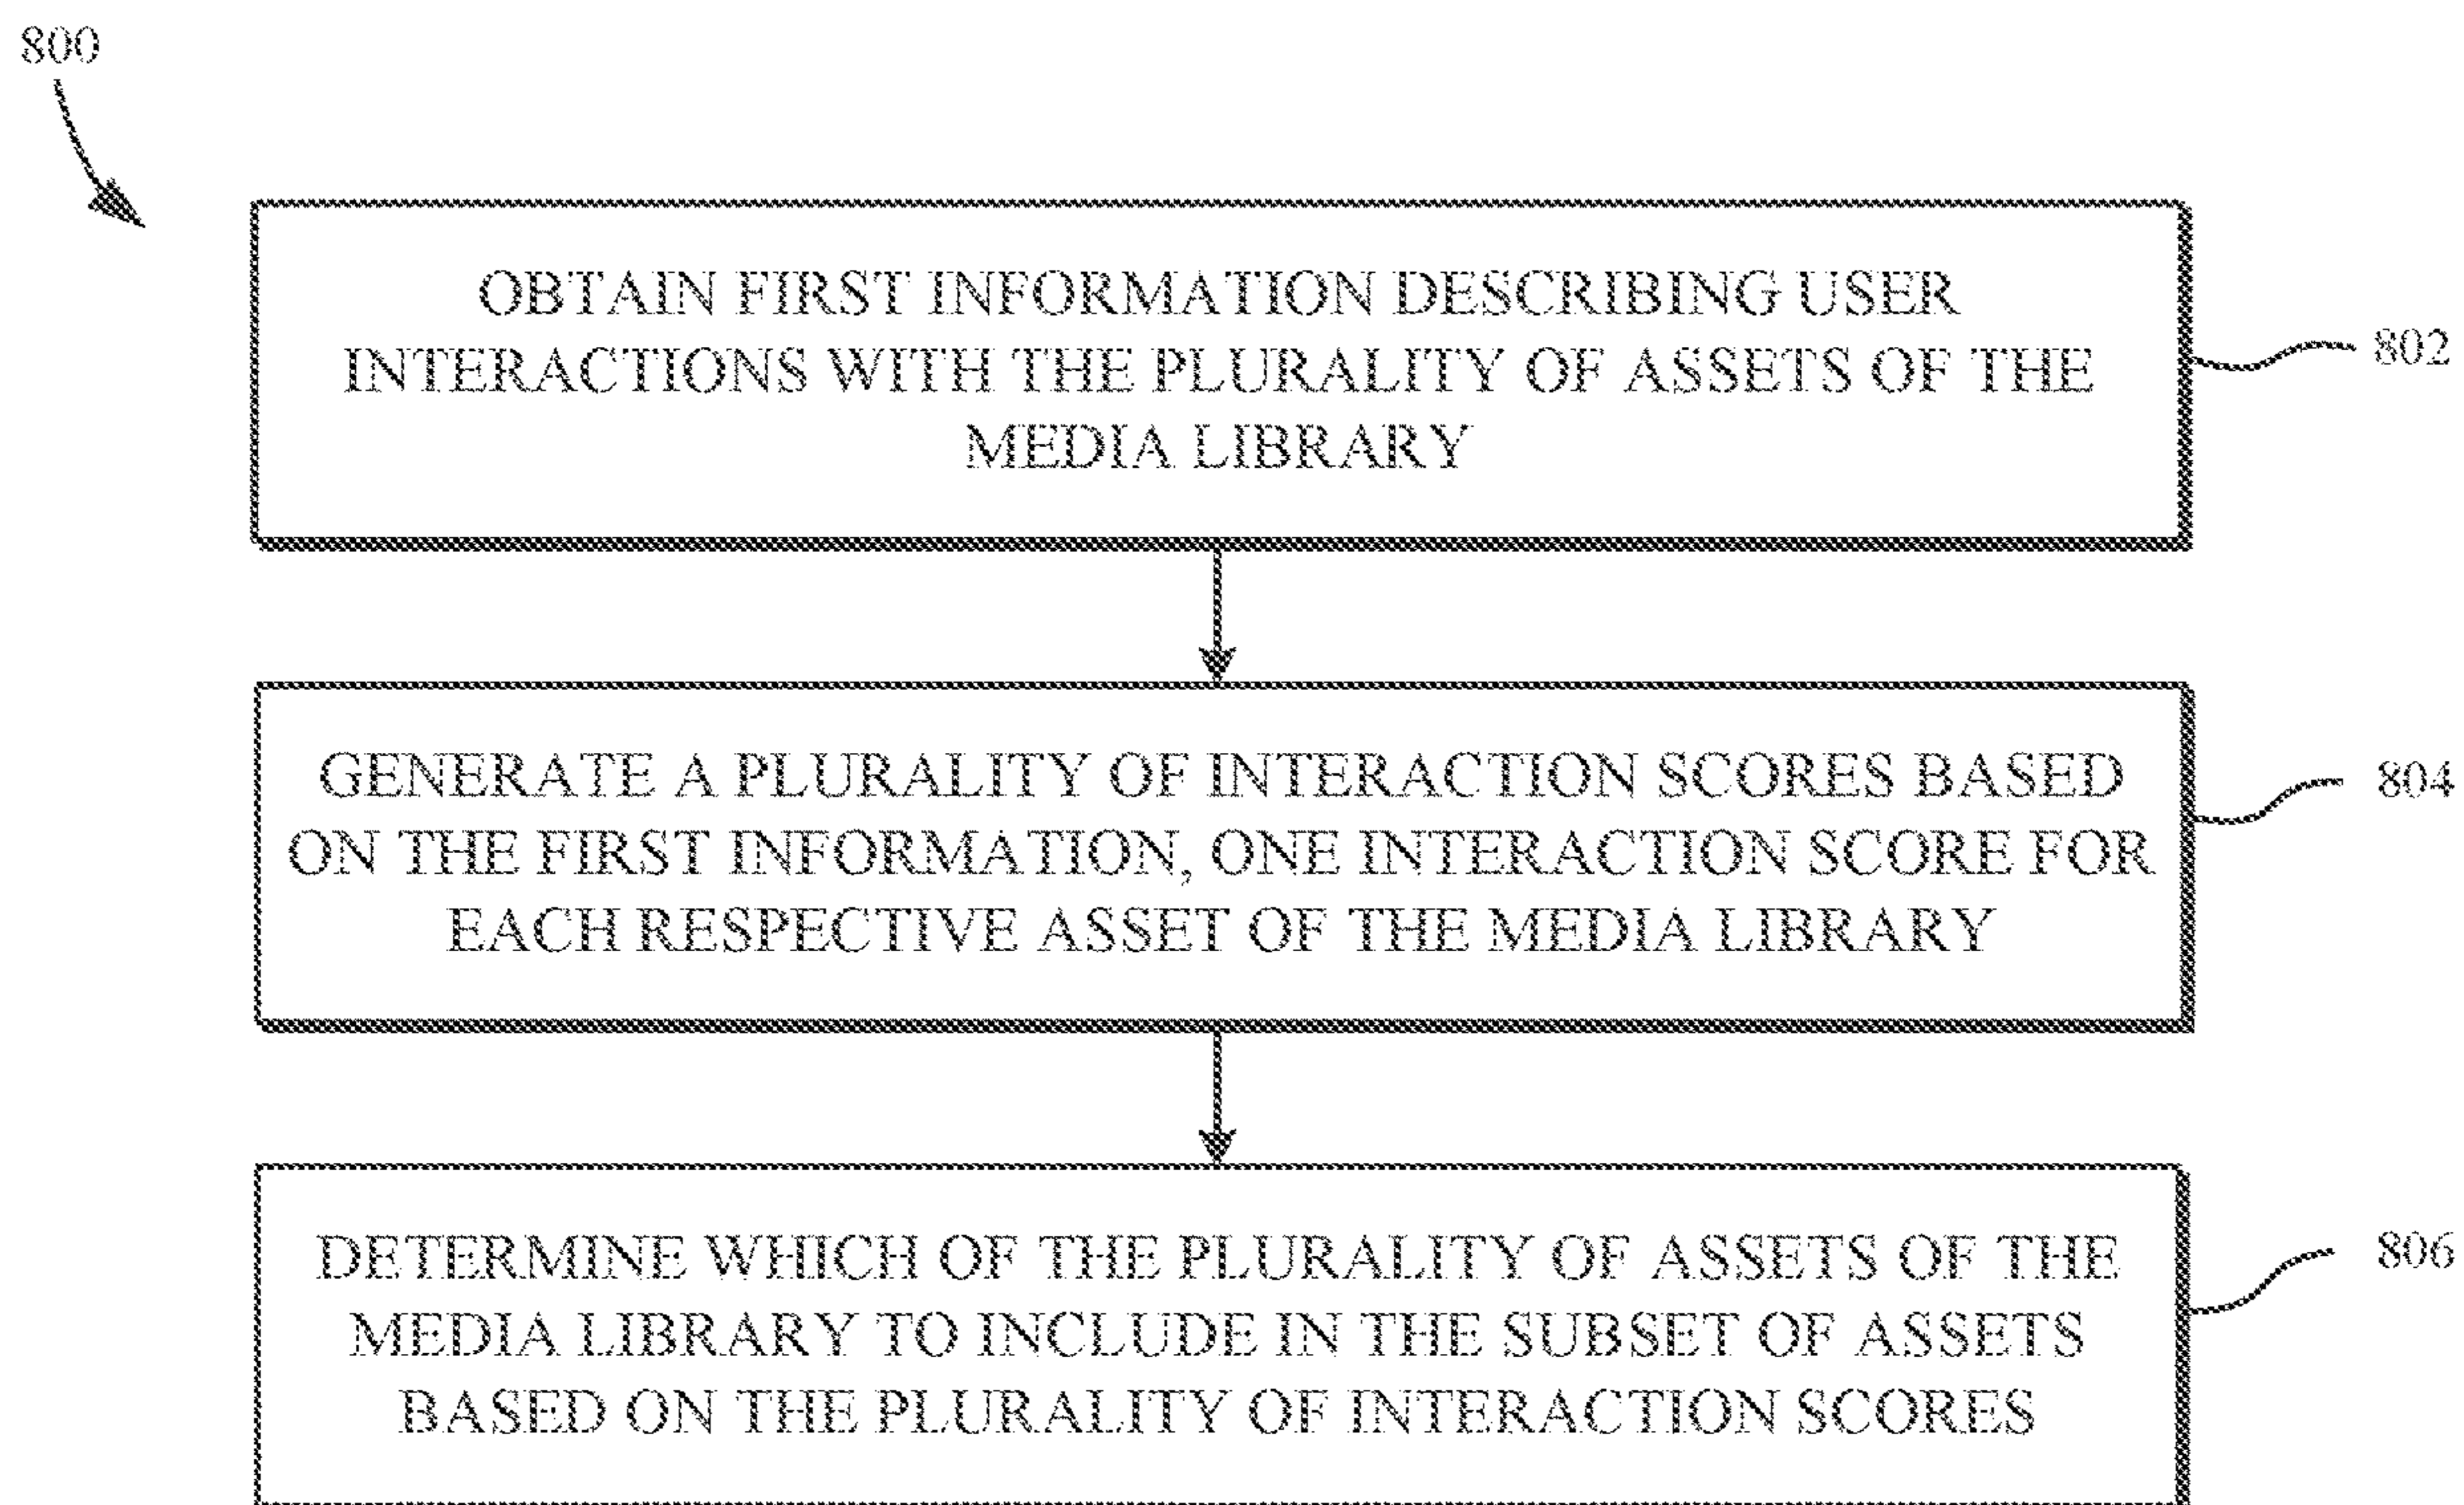 800
OBTAIN FIRST INFORMATION DESCRIBING USER
INTERACTIONS WITH THE PLURALITY OF ASSETS OF THE
MEDIA LIBRARY
802
GENERATE A PLURALITY OF INTERACTION SCORES BASED
ON THE FIRST INFORMATION, ONE INTERACTION SCORE FOR
EACH RESPECTIVE ASSET OF THE MEDIA LIBRARY
804
DETERMINE WHICH OF THE PLURALITY OF ASSETS OF THE
MEDIA LIBRARY TO INCLUDE IN THE SUBSET OF ASSETS
BASED ON THE PLURALITY OF INTERACTION SCORES
806